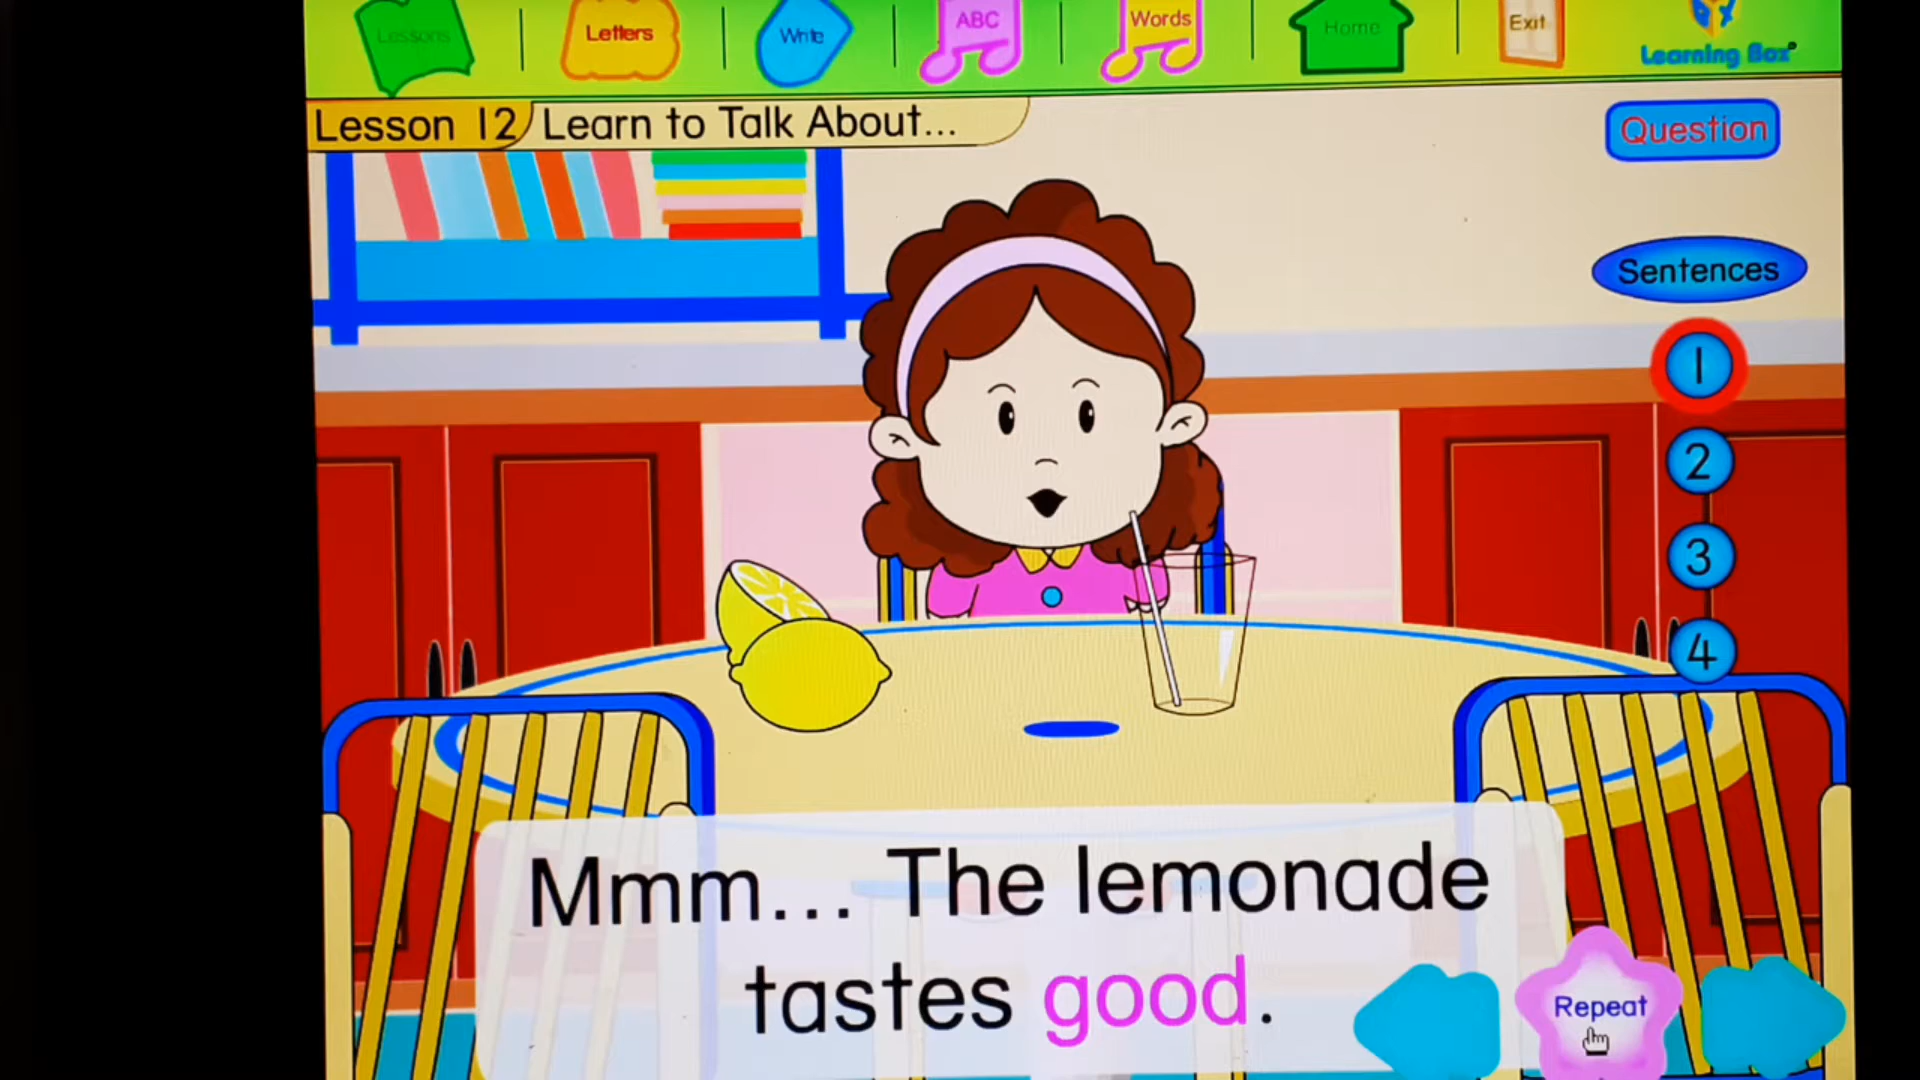 Lessons
Letters
Write
ABC
Words
Home
Exit
Learning Box
Lesson 12
Learn to Talk About...
Question
Sentences
1
2
3
4
Mmm... The lemonade
tastes good.
Repeat